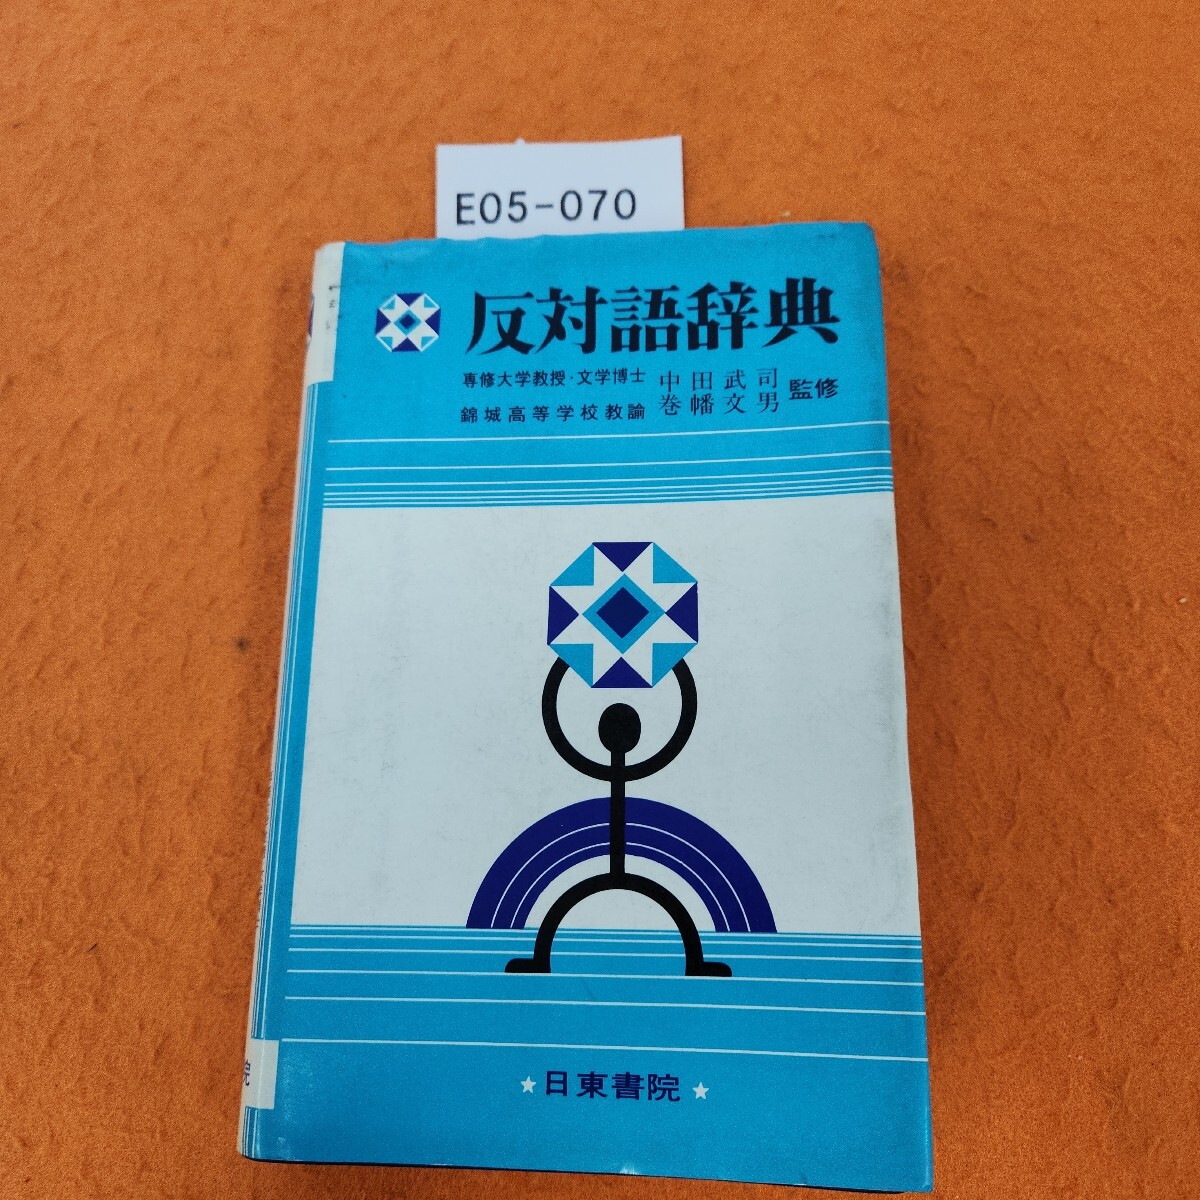 E05-070
反対語辞典
専修大学教授・文学博士 中田武司
錦城高等学校教諭 巻幡文男
監修
★日東書院★
院